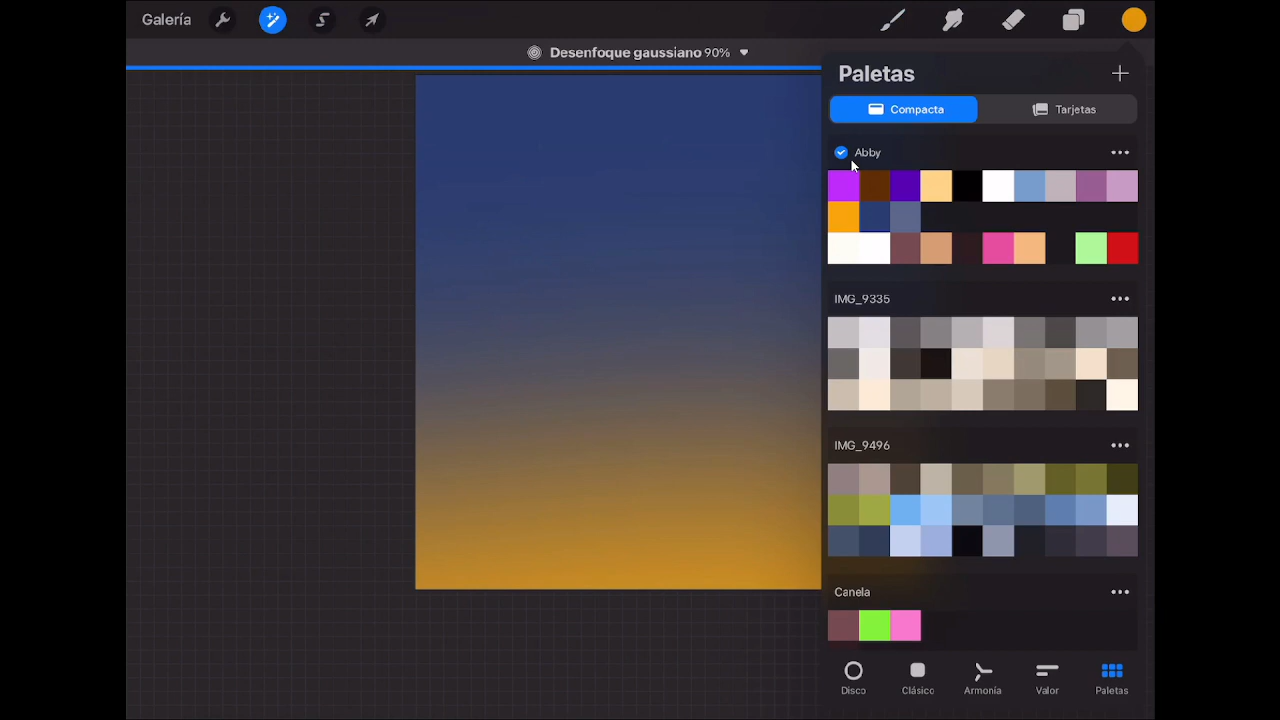 Galería
Desenfoque gaussiano 90%
Paletas
Compacta
Tarjetas
Abby
IMG_9335
IMG_9496
Canela
Disco
Clásico
Armonía
Valor
Paletas